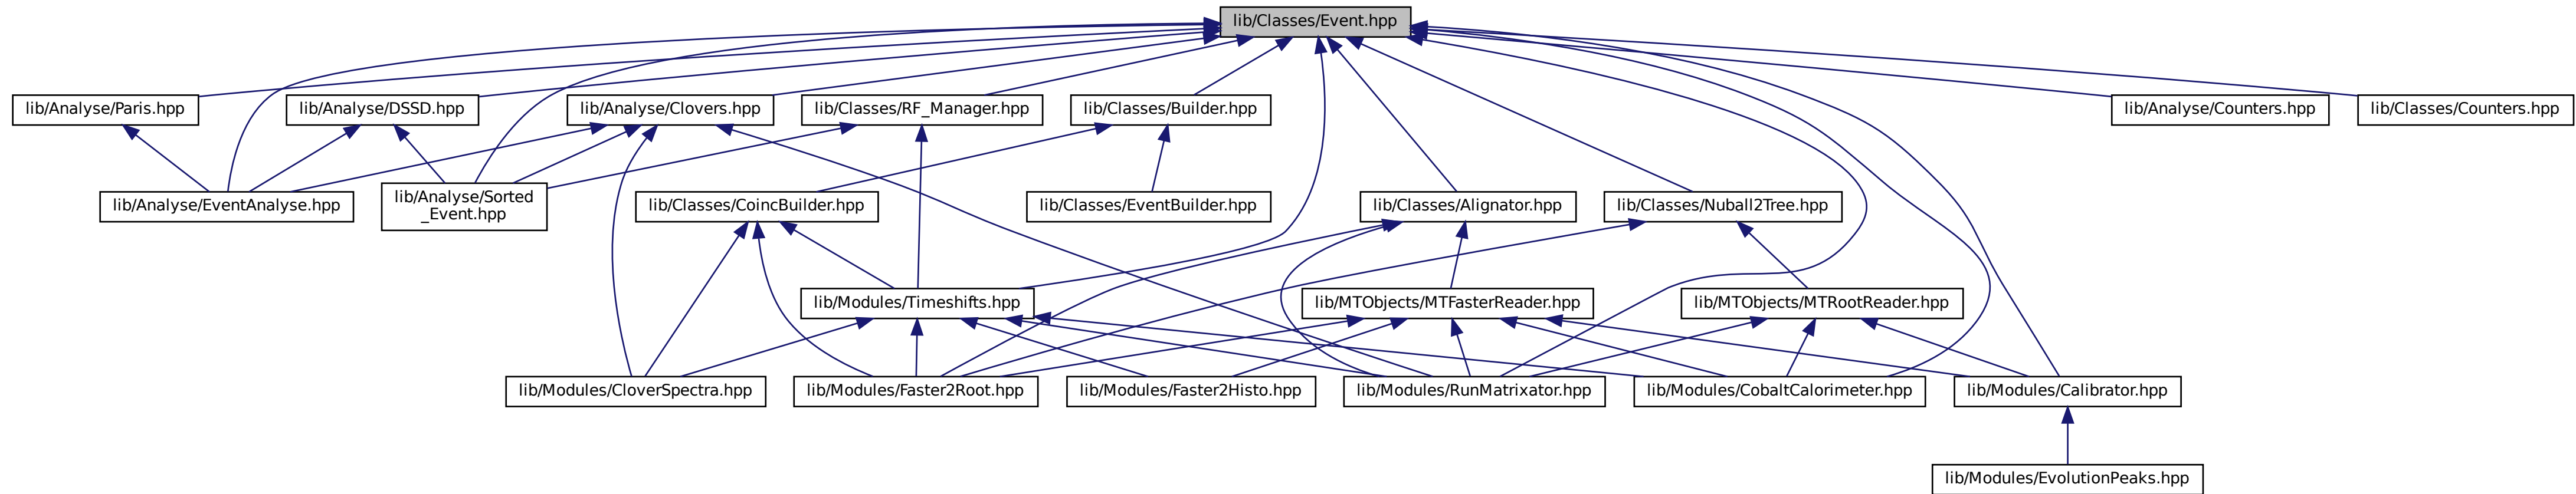 lib/Classes/Event.hpp
lib/Analyse/Paris.hpp
lib/Analyse/DSSD.hpp
lib/Analyse/Clovers.hpp
lib/Classes/RF_Manager.hpp
lib/Classes/Builder.hpp
lib/Analyse/Counters.hpp
lib/Classes/Counters.hpp
lib/Analyse/EventAnalyse.hpp
lib/Analyse/Sorted
_Event.hpp
lib/Classes/CoincBuilder.hpp
lib/Classes/EventBuilder.hpp
lib/Classes/Alignator.hpp
lib/Classes/Nuball2Tree.hpp
lib/Modules/Timeshifts.hpp
lib/MTObjects/MTFasterReader.hpp
lib/MTObjects/MTRootReader.hpp
lib/Modules/CloverSpectra.hpp
lib/Modules/Faster2Root.hpp
lib/Modules/Faster2Histo.hpp
lib/Modules/RunMatrixator.hpp
lib/Modules/CobaltCalorimeter.hpp
lib/Modules/Calibrator.hpp
lib/Modules/EvolutionPeaks.hpp